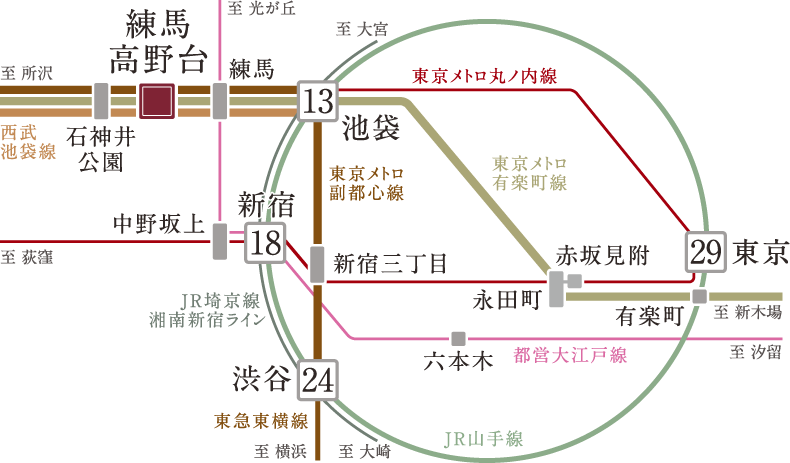 至 光が丘
練馬
高野台
至 大宮
至 所沢
練馬
東京メトロ丸ノ内線
13
池袋
西武
池袋線
石神井
公園
東京メトロ
副都心線
東京メトロ
有楽町線
新宿
中野坂上
18
29
東京
至 荻窪
新宿三丁目
赤坂見附
永田町
有楽町
至 新木場
JR埼京線
湘南新宿ライン
六本木
都営大江戸線
至 汐留
渋谷
24
東急東横線
JR山手線
至 横浜
至 大崎